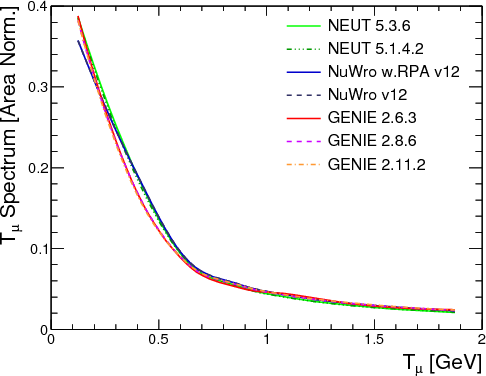 T_μ Spectrum [Area Norm.]
0.4
0.3
0.2
0.1
0
NEUT 5.3.6
NEUT 5.1.4.2
NuWro w.RPA v12
NuWro v12
GENIE 2.6.3
GENIE 2.8.6
GENIE 2.11.2
0 0.5 1 1.5 2
T_μ [GeV]